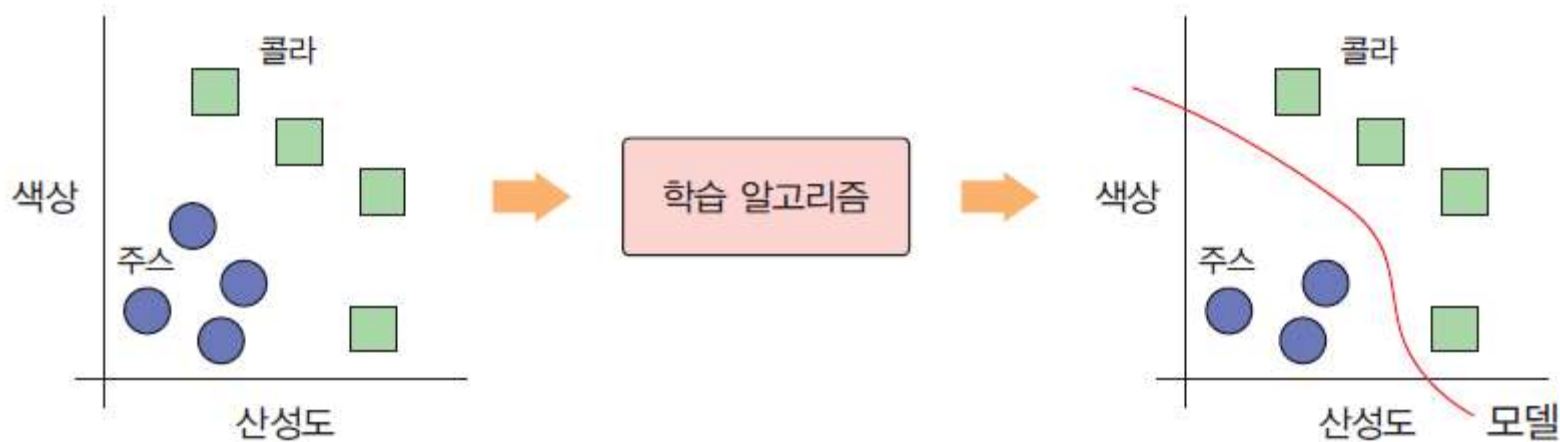 콜라
색상
주스
산성도
학습 알고리즘
콜라
색상
주스
산성도
모델